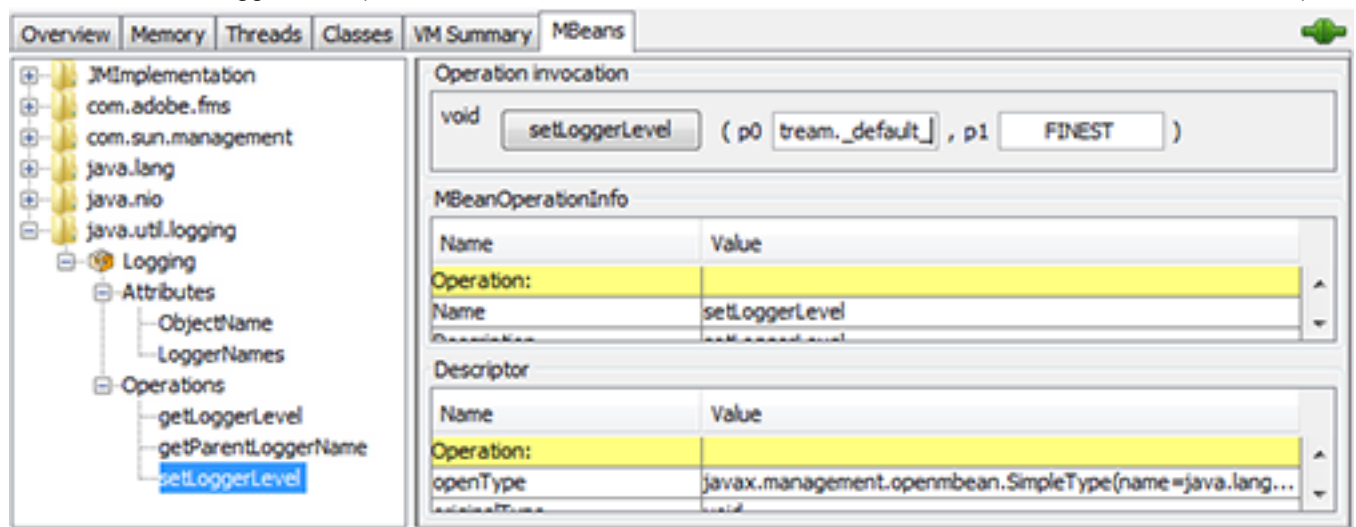 Overview Memory Threads Classes VM Summary MBeans
JMImplementation
com.adobe.fms
com.sun.management
java.lang
java.nio
java.util.logging
Logging
Attributes
ObjectName
LoggerNames
Operations
getLoggerLevel
getParentLoggerName
setLoggerLevel
Operation invocation
void setLoggerLevel ( p0 tream._default_ , p1 FINEST )
MBeanOperationInfo
Name Value
Operation:
Name setLoggerLevel
Descriptor
Name Value
Operation:
openType javax.management.openmbean.SimpleType(name=java.lang...